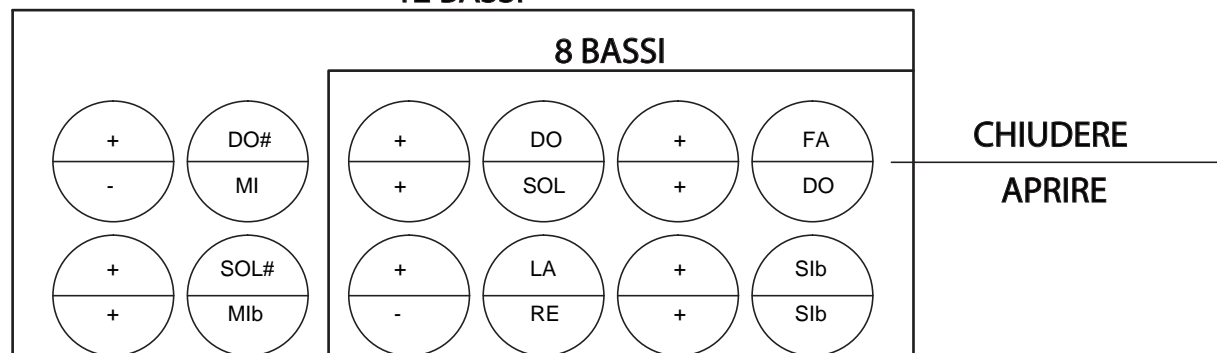 8 BASSI
+ DO# + DO + FA CHIUDERE
- MI + SOL + DO APRIRE
+ SOL# + LA + SIb
+ MIb - RE + SIb